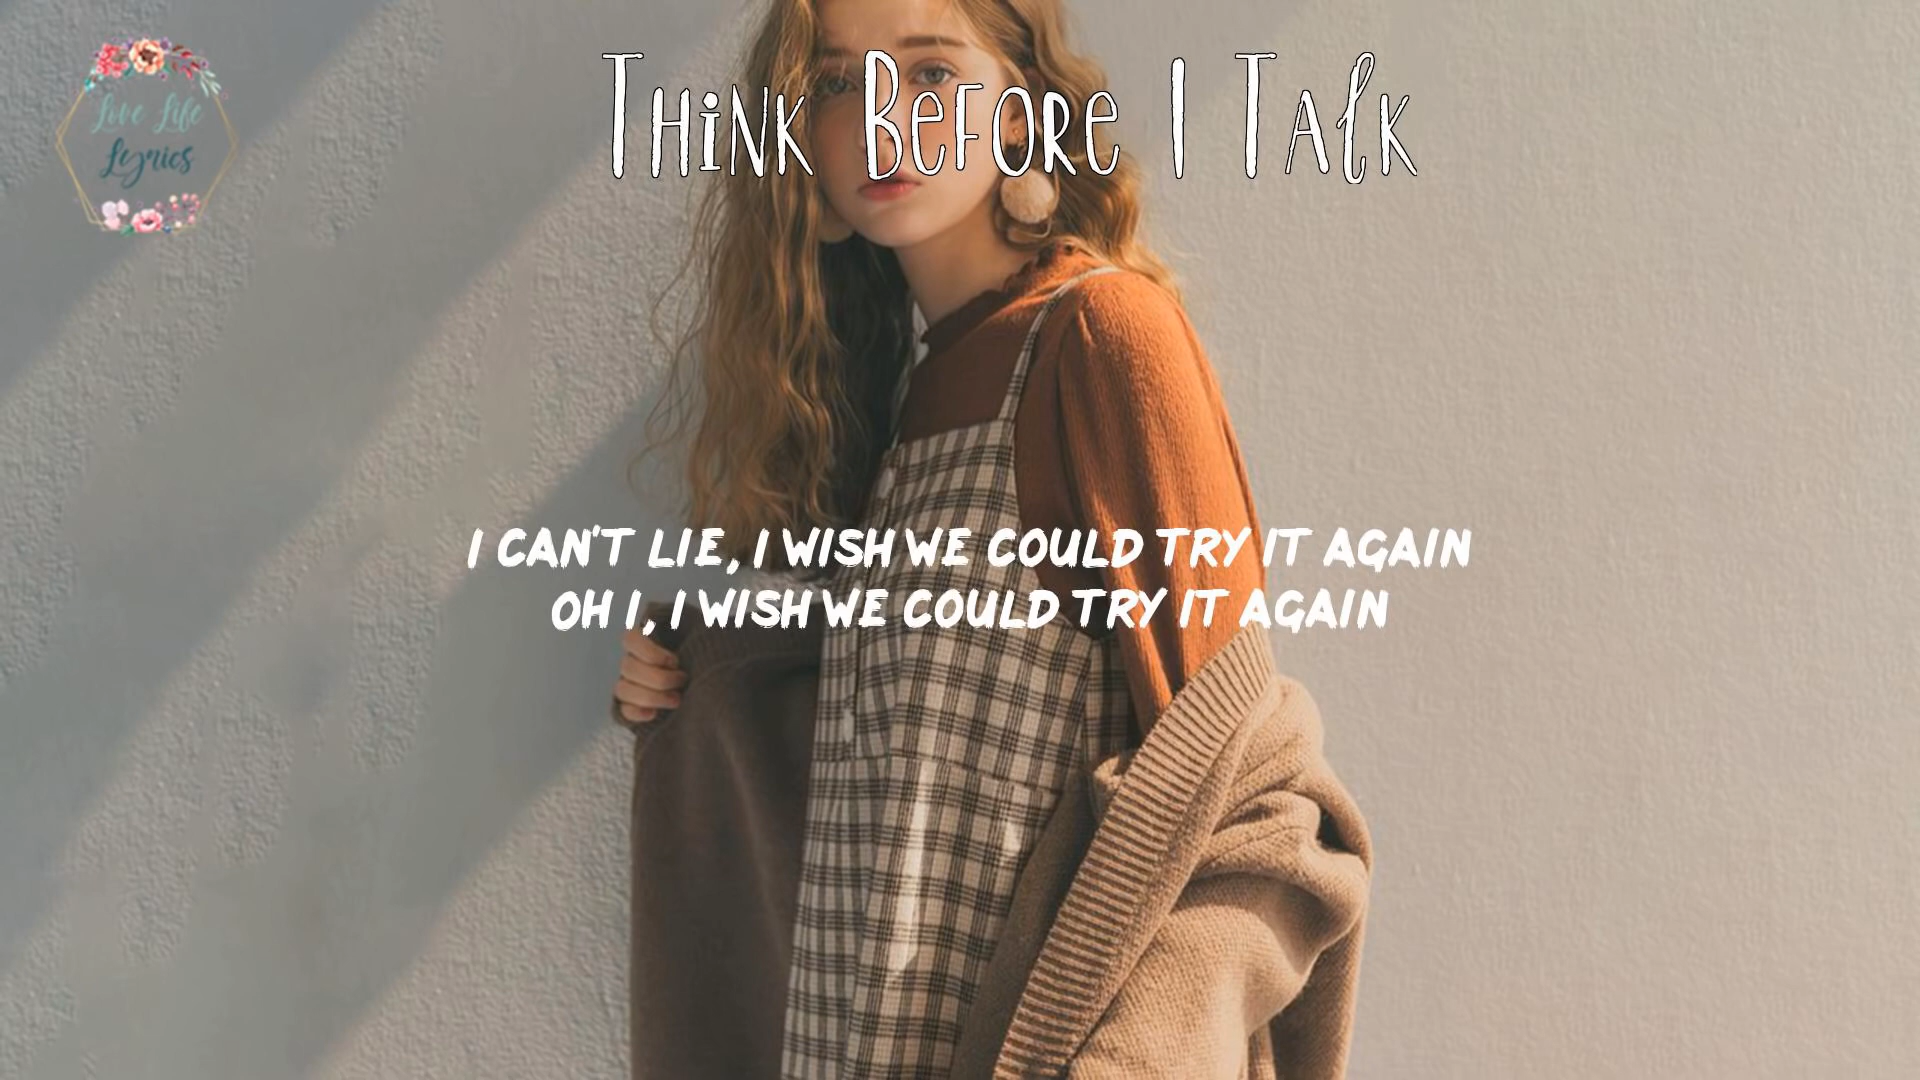 Love Life
Lyrics
Think Before I Talk
I CAN'T LIE, I WISH WE COULD TRY IT AGAIN
OH I, I WISH WE COULD TRY IT AGAIN